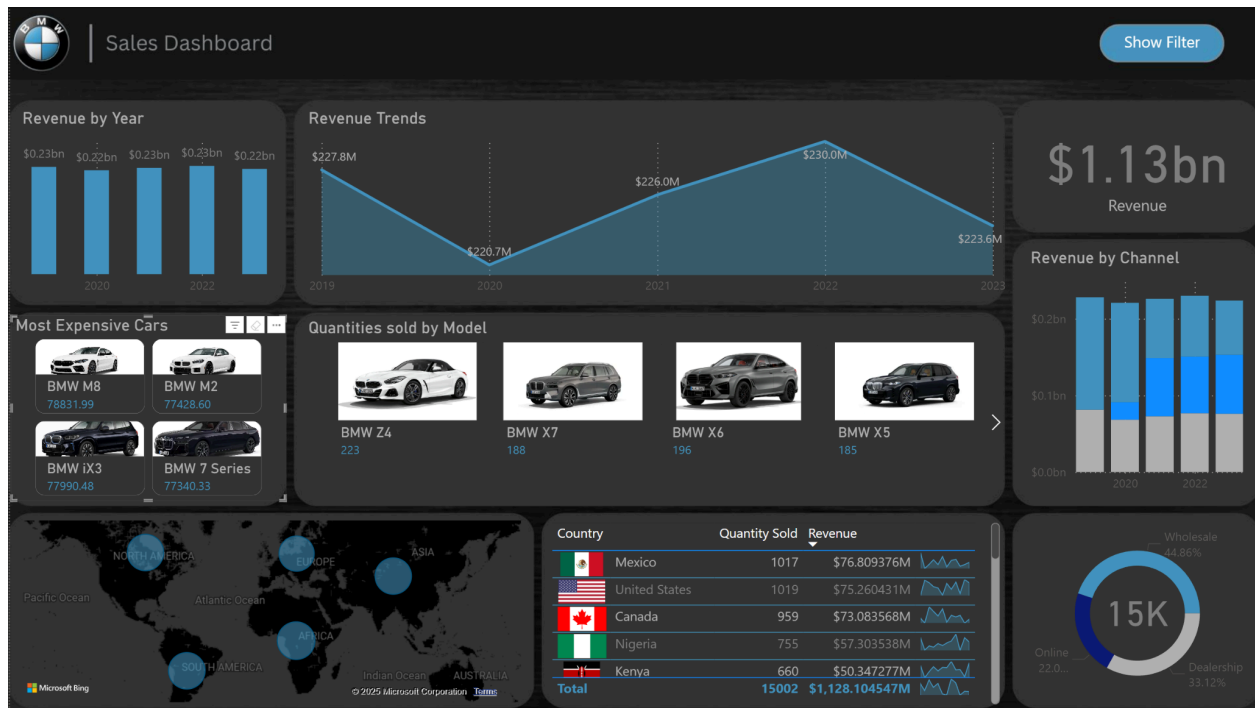 BMW
Sales Dashboard
Show Filter
Revenue by Year
$0.23bn
$0.22bn
$0.23bn
$0.23bn
$0.22bn
2020
2022
Revenue Trends
$227.8M
$220.7M
$226.0M
$230.0M
$223.6M
2019
2020
2021
2022
2023
$1.13bn
Revenue
Revenue by Channel
$0.2bn
$0.1bn
$0.0bn
2020
2022
Most Expensive Cars
BMW M8
78831.99
BMW M2
77428.60
BMW iX3
77990.48
BMW 7 Series
77340.33
Quantities sold by Model
BMW Z4
223
BMW X7
188
BMW X6
196
BMW X5
185
NORTH AMERICA
EUROPE
ASIA
Pacific Ocean
Atlantic Ocean
AFRICA
SOUTH AMERICA
Indian Ocean
AUSTRALIA
Microsoft Bing
© 2025 Microsoft Corporation Terms
Country Quantity Sold Revenue
Mexico 1017 $76.809376M
United States 1019 $75.260431M
Canada 959 $73.083568M
Nigeria 755 $57.303538M
Kenya 660 $50.347277M
Total 15002 $1,128.104547M
Wholesale
44.86%
15K
Online
22.0...
Dealership
33.12%